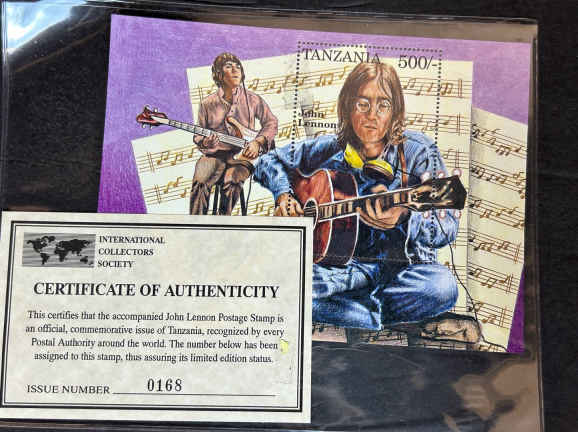 TANZANIA 500/-
John
Lennon
INTERNATIONAL
COLLECTORS
SOCIETY
CERTIFICATE OF AUTHENTICITY
This certifies that the accompanied John Lennon Postage Stamp is
an official, commemorative issue of Tanzania, recognized by every
Postal Authority around the world. The number below has been
assigned to this stamp, thus assuring its limited edition status.
ISSUE NUMBER 0168